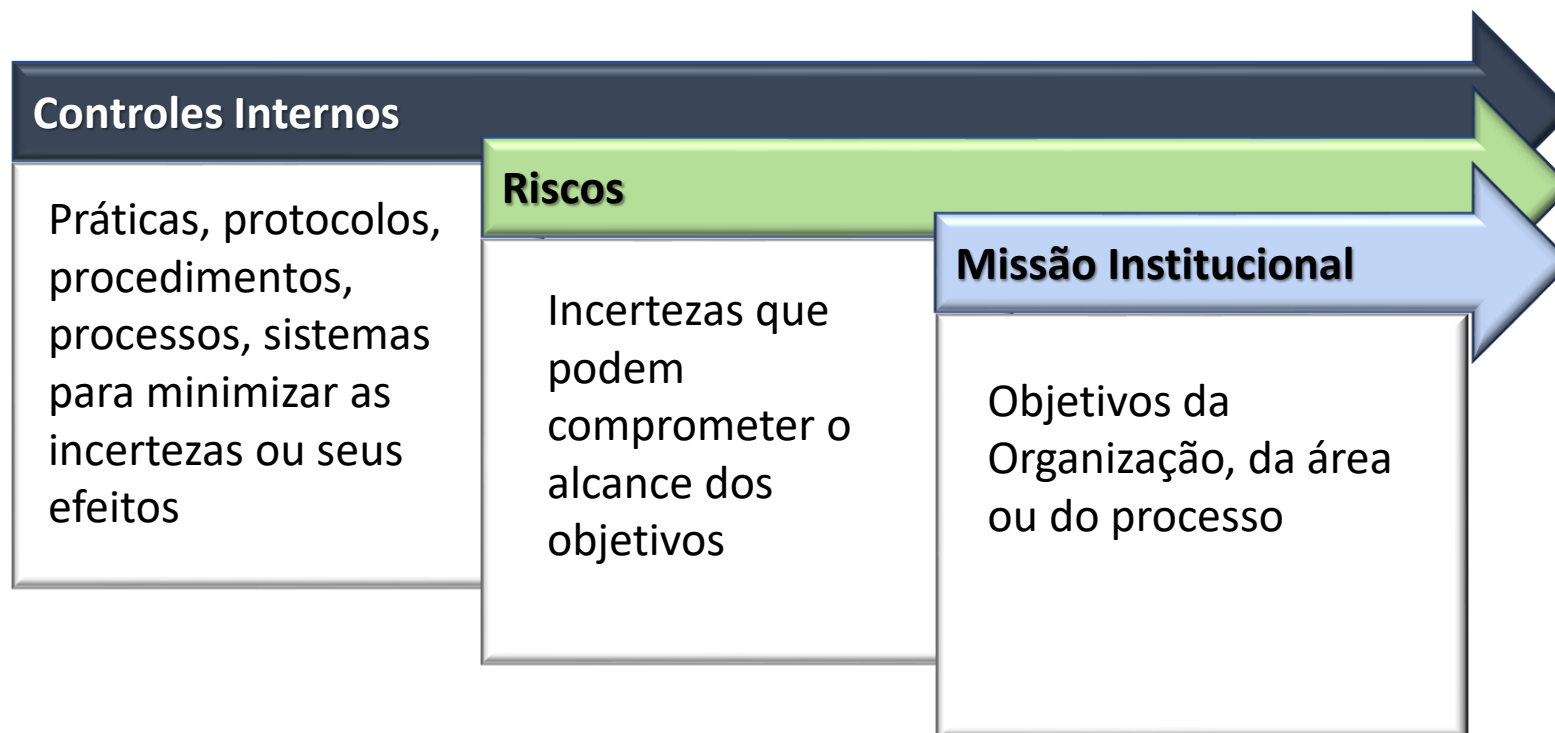 Controles Internos
Práticas, protocolos,
procedimentos,
processos, sistemas
para minimizar as
incertezas ou seus
efeitos
Riscos
Incertezas que
podem
comprometer o
alcance dos
objetivos
Missão Institucional
Objetivos da
Organização, da área
ou do processo